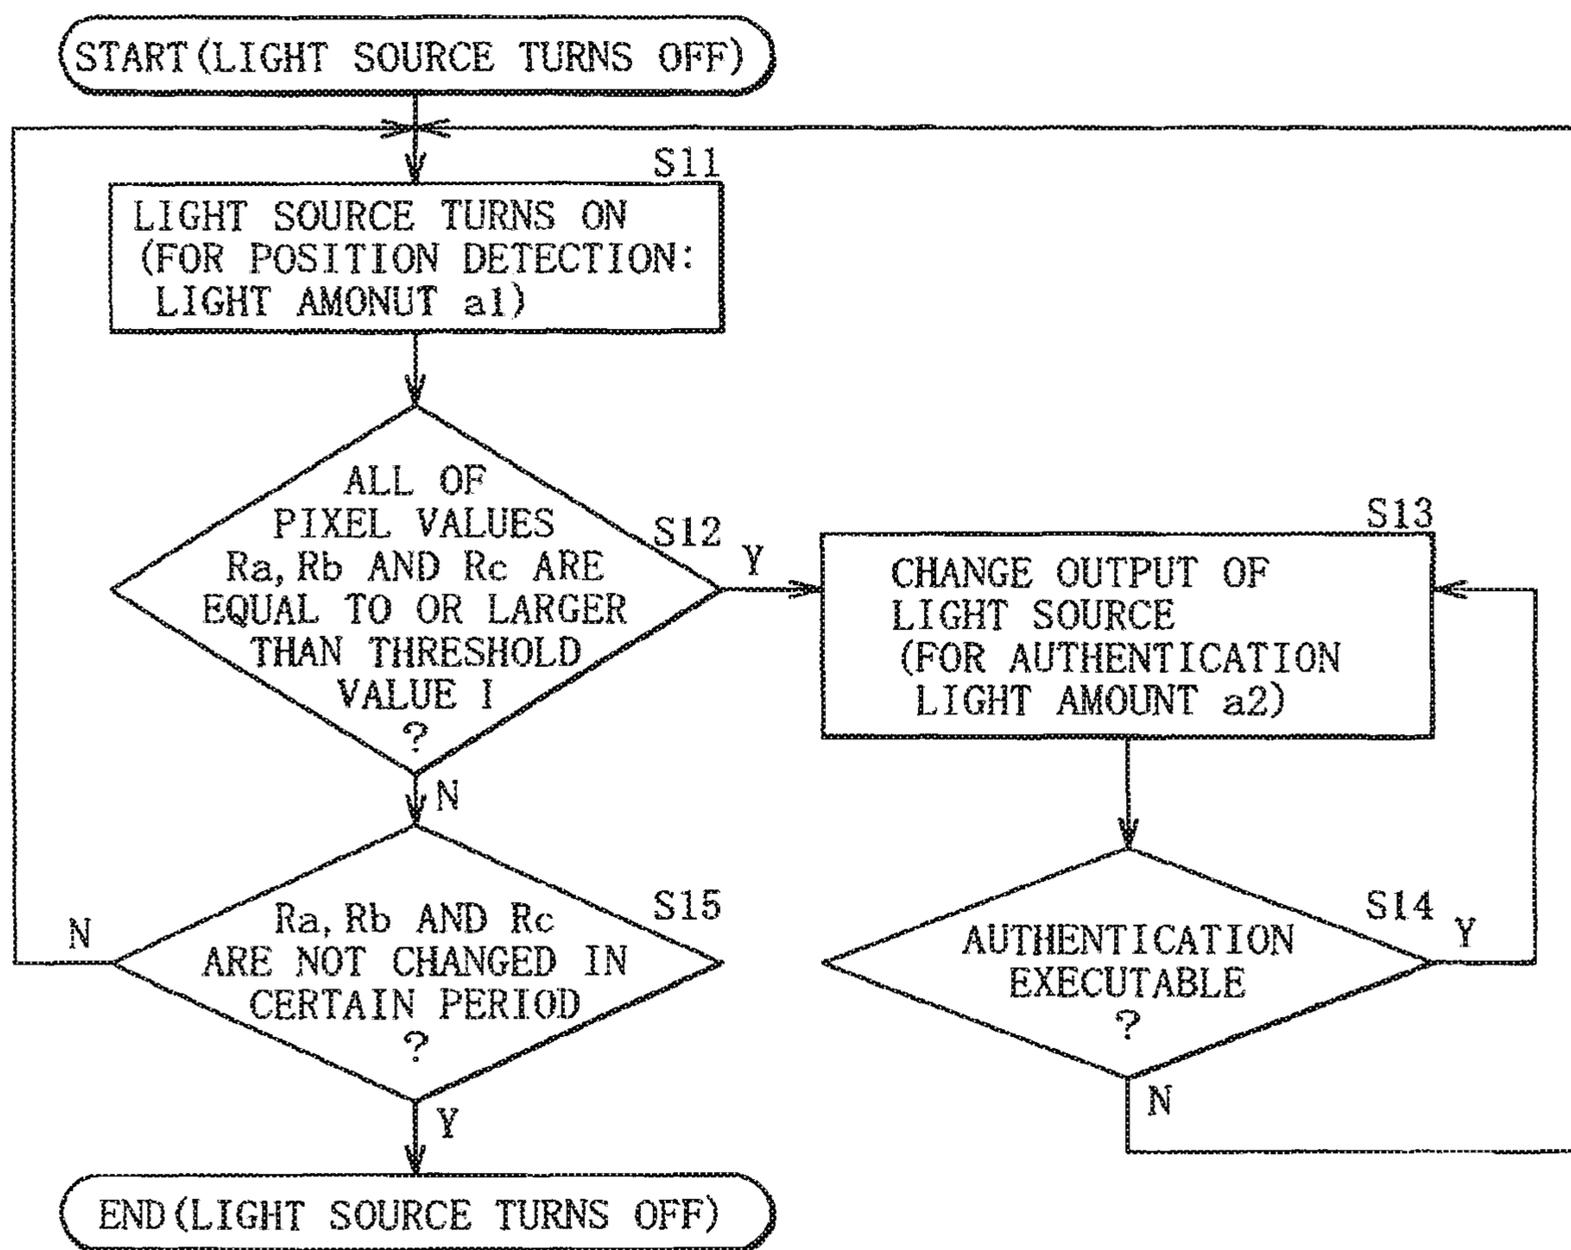 START(LIGHT SOURCE TURNS OFF)
S11
LIGHT SOURCE TURNS ON
(FOR POSITION DETECTION:
LIGHT AMONUT a1)
ALL OF
PIXEL VALUES
Ra, Rb AND Rc ARE
EQUAL TO OR LARGER
THAN THRESHOLD
VALUE I
?
S12
Y
N
S13
CHANGE OUTPUT OF
LIGHT SOURCE
(FOR AUTHENTICATION
LIGHT AMOUNT a2)
S14
AUTHENTICATION
EXECUTABLE
?
Y
N
S15
Ra, Rb AND Rc
ARE NOT CHANGED IN
CERTAIN PERIOD
?
N
Y
END(LIGHT SOURCE TURNS OFF)